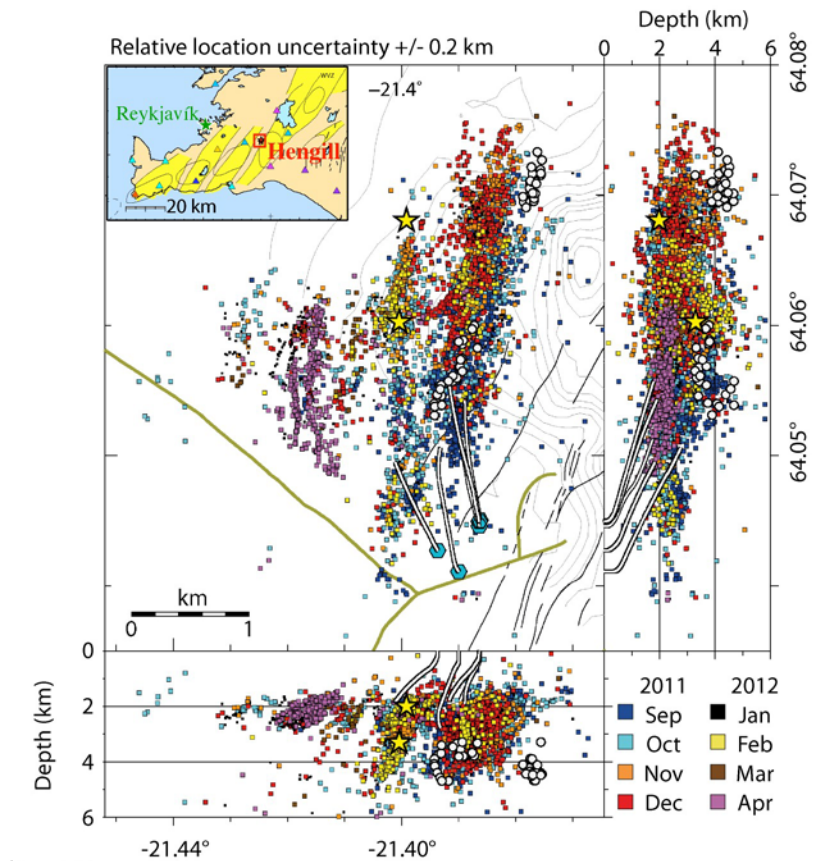 Depth (km)
Relative location uncertainty +/- 0.2 km
0 2 4 6
64.08°
-21.4°
WVZ
Reykjavík
Hengill
20 km
64.07°
64.06°
64.05°
km
0 1
0
2
4
6
Depth (km)
2011 2012
Sep Jan
Oct Feb
Nov Mar
Dec Apr
-21.44° -21.40°